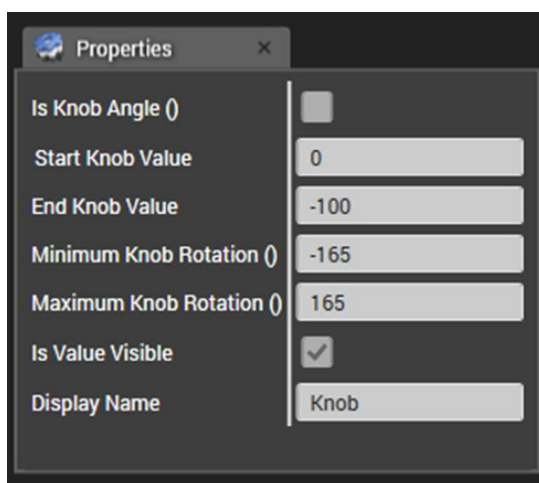 Properties ×
Is Knob Angle ()
Start Knob Value 0
End Knob Value -100
Minimum Knob Rotation () -165
Maximum Knob Rotation () 165
Is Value Visible
Display Name Knob